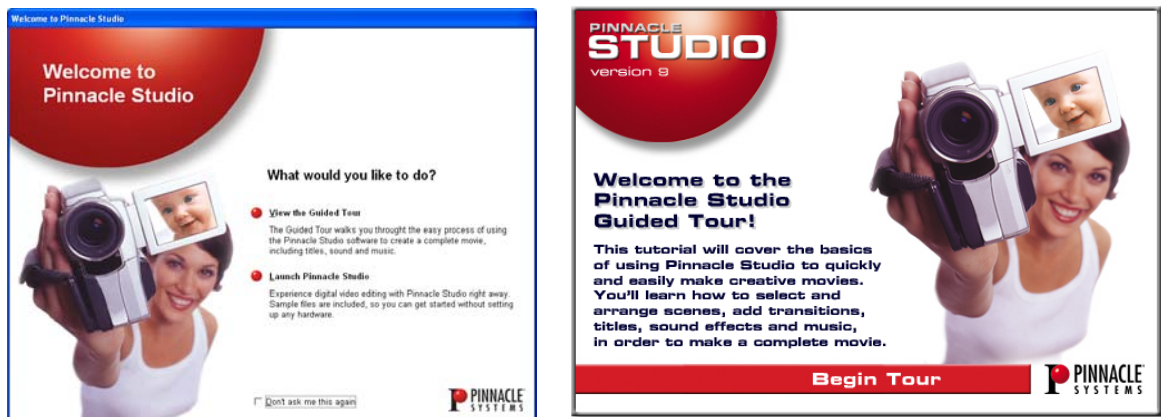 Welcome to Pinnacle Studio
Welcome to
Pinnacle Studio
What would you like to do?
View the Guided Tour
The Guided Tour walks you throught the easy process of using
the Pinnacle Studio software to create a complete movie,
including titles, sound and music.
Launch Pinnacle Studio
Experience digital video editing with Pinnacle Studio right away.
Sample files are included, so you can get started without setting
up any hardware.
Don't ask me this again
PINNACLE
SYSTEMS
PINNACLE
STUDIO
version 9
Welcome to the
Pinnacle Studio
Guided Tour!
This tutorial will cover the basics
of using Pinnacle Studio to quickly
and easily make creative movies.
You'll learn how to select and
arrange scenes, add transitions,
titles, sound effects and music,
in order to make a complete movie.
Begin Tour
PINNACLE
SYSTEMS